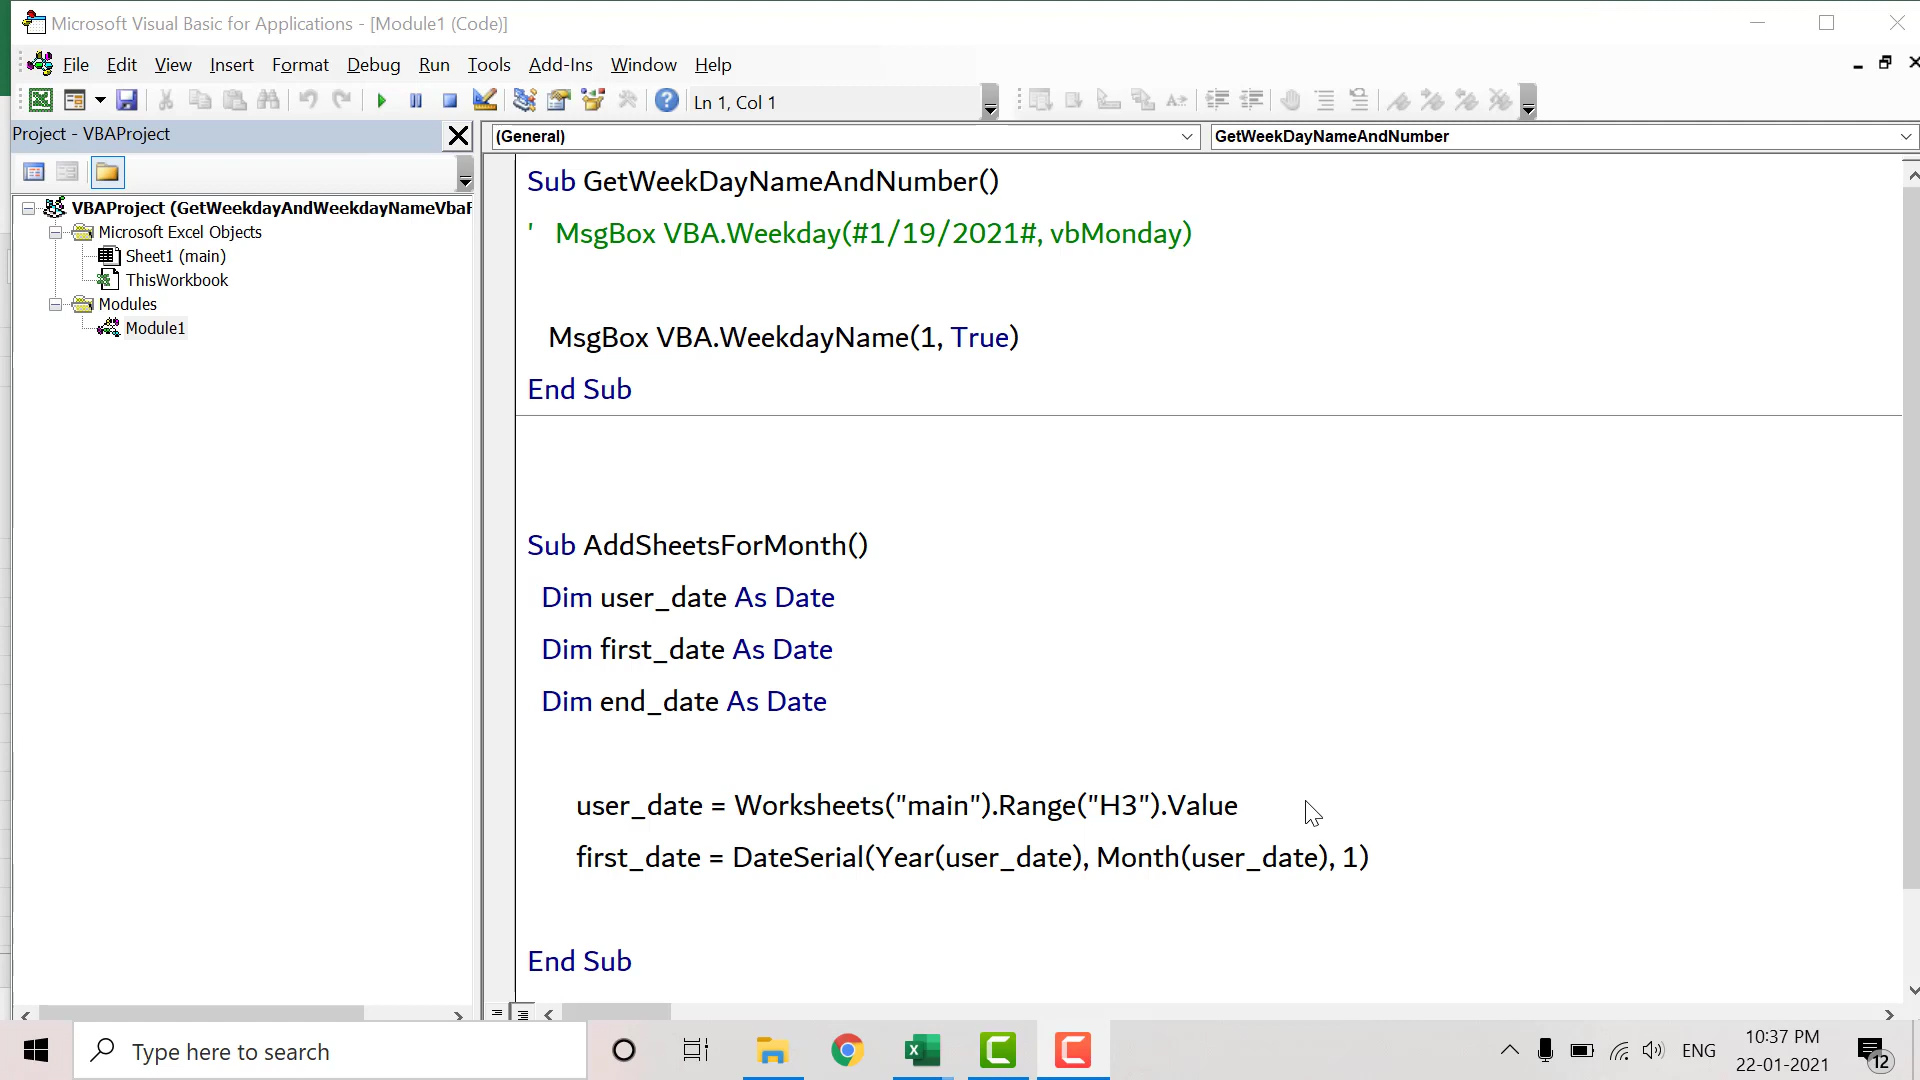 Microsoft Visual Basic for Applications - [Module1 (Code)]
File Edit View Insert Format Debug Run Tools Add-Ins Window Help
Ln 1, Col 1
Project - VBAProject
(General)
GetWeekDayNameAndNumber
VBAProject (GetWeekdayAndWeekdayNameVbaF
Microsoft Excel Objects
Sheet1 (main)
ThisWorkbook
Modules
Module1
Sub GetWeekDayNameAndNumber()
' MsgBox VBA.Weekday(#1/19/2021#, vbMonday)
MsgBox VBA.WeekdayName(1, True)
End Sub
Sub AddSheetsForMonth()
Dim user_date As Date
Dim first_date As Date
Dim end_date As Date
user_date = Worksheets("main").Range("H3").Value
first_date = DateSerial(Year(user_date), Month(user_date), 1)
End Sub
Type here to search
ENG
10:37 PM
22-01-2021
12